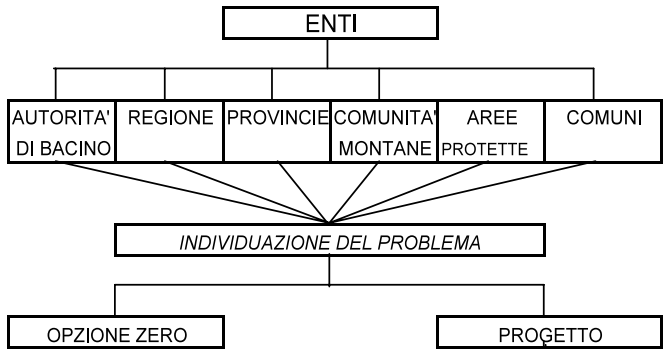 ENTI
AUTORITA' REGIONE PROVINCIE COMUNITA' AREE COMUNI
DI BACINO MONTANE PROTETTE
INDIVIDUAZIONE DEL PROBLEMA
OPZIONE ZERO PROGETTO